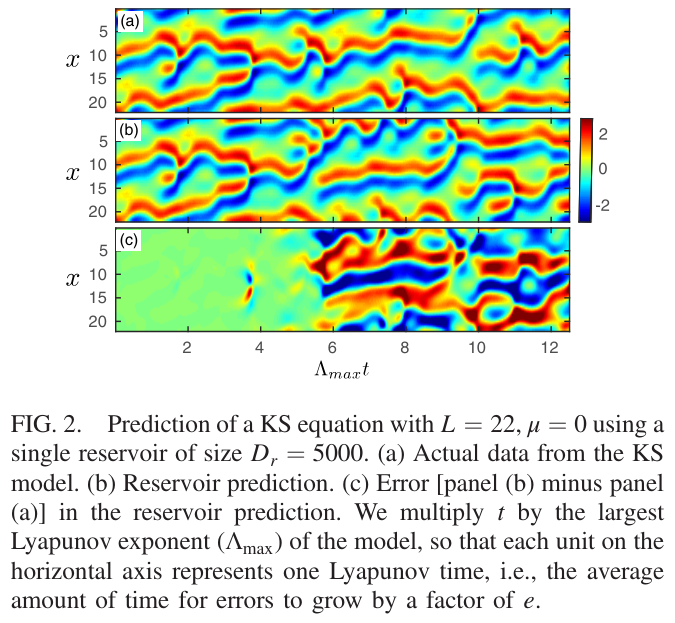 (a)
x
5
10
15
20
(b)
x
5
10
15
20
2
0
-2
(c)
x
5
10
15
20
2 4 6 8 10 12
Λmax t
FIG. 2. Prediction of a KS equation with L = 22, μ = 0 using a
single reservoir of size Dr = 5000. (a) Actual data from the KS
model. (b) Reservoir prediction. (c) Error [panel (b) minus panel
(a)] in the reservoir prediction. We multiply t by the largest
Lyapunov exponent (Λmax) of the model, so that each unit on the
horizontal axis represents one Lyapunov time, i.e., the average
amount of time for errors to grow by a factor of e.